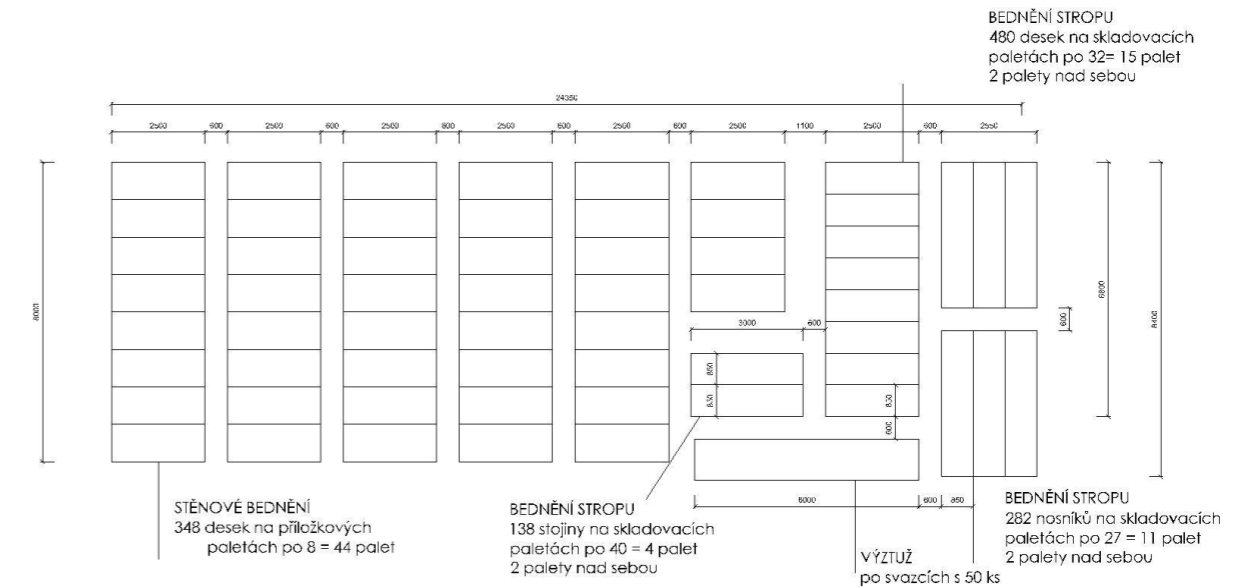 BEDNĚNÍ STROPU
480 desek na skladovacích
paletách po 32= 15 palet
2 palety nad sebou
24350
2500 600 2500 600 2500 600 2500 600 2500 600 2500 1100 2500 600 2550
8000
6800
8400
600
3000 600
850
850
850
600
6000 600 850
STĚNOVÉ BEDNĚNÍ
348 desek na příložkových
paletách po 8 = 44 palet
BEDNĚNÍ STROPU
138 stojiny na skladovacích
paletách po 40 = 4 palet
2 palety nad sebou
VÝZTUŽ
po svazcích s 50 ks
BEDNĚNÍ STROPU
282 nosníků na skladovacích
paletách po 27 = 11 palet
2 palety nad sebou